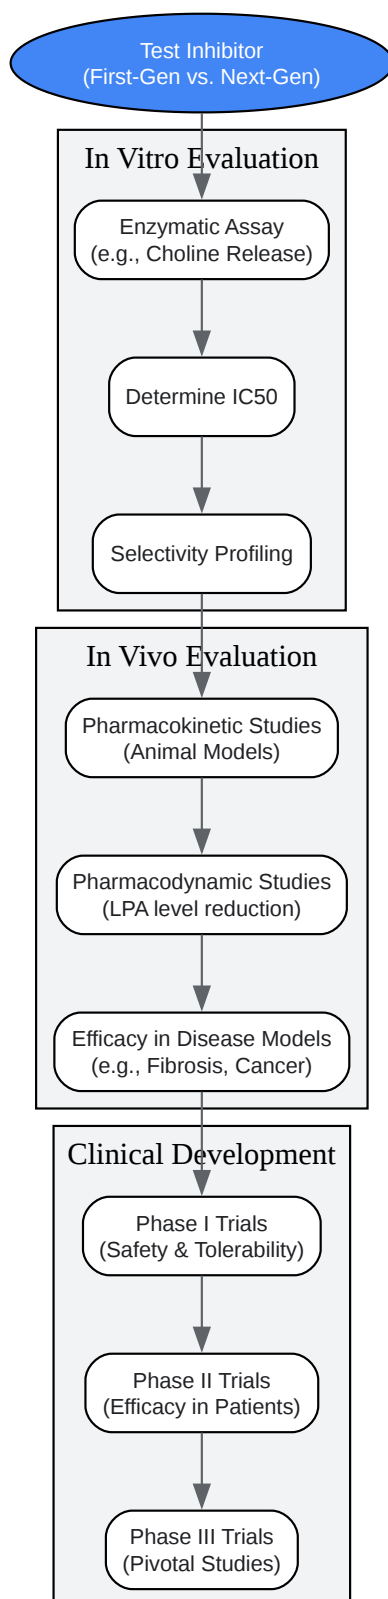 Test Inhibitor
(First-Gen vs. Next-Gen)
In Vitro Evaluation
Enzymatic Assay
(e.g., Choline Release)
Determine IC50
Selectivity Profiling
In Vivo Evaluation
Pharmacokinetic Studies
(Animal Models)
Pharmacodynamic Studies
(LPA level reduction)
Efficacy in Disease Models
(e.g., Fibrosis, Cancer)
Clinical Development
Phase I Trials
(Safety & Tolerability)
Phase II Trials
(Efficacy in Patients)
Phase III Trials
(Pivotal Studies)